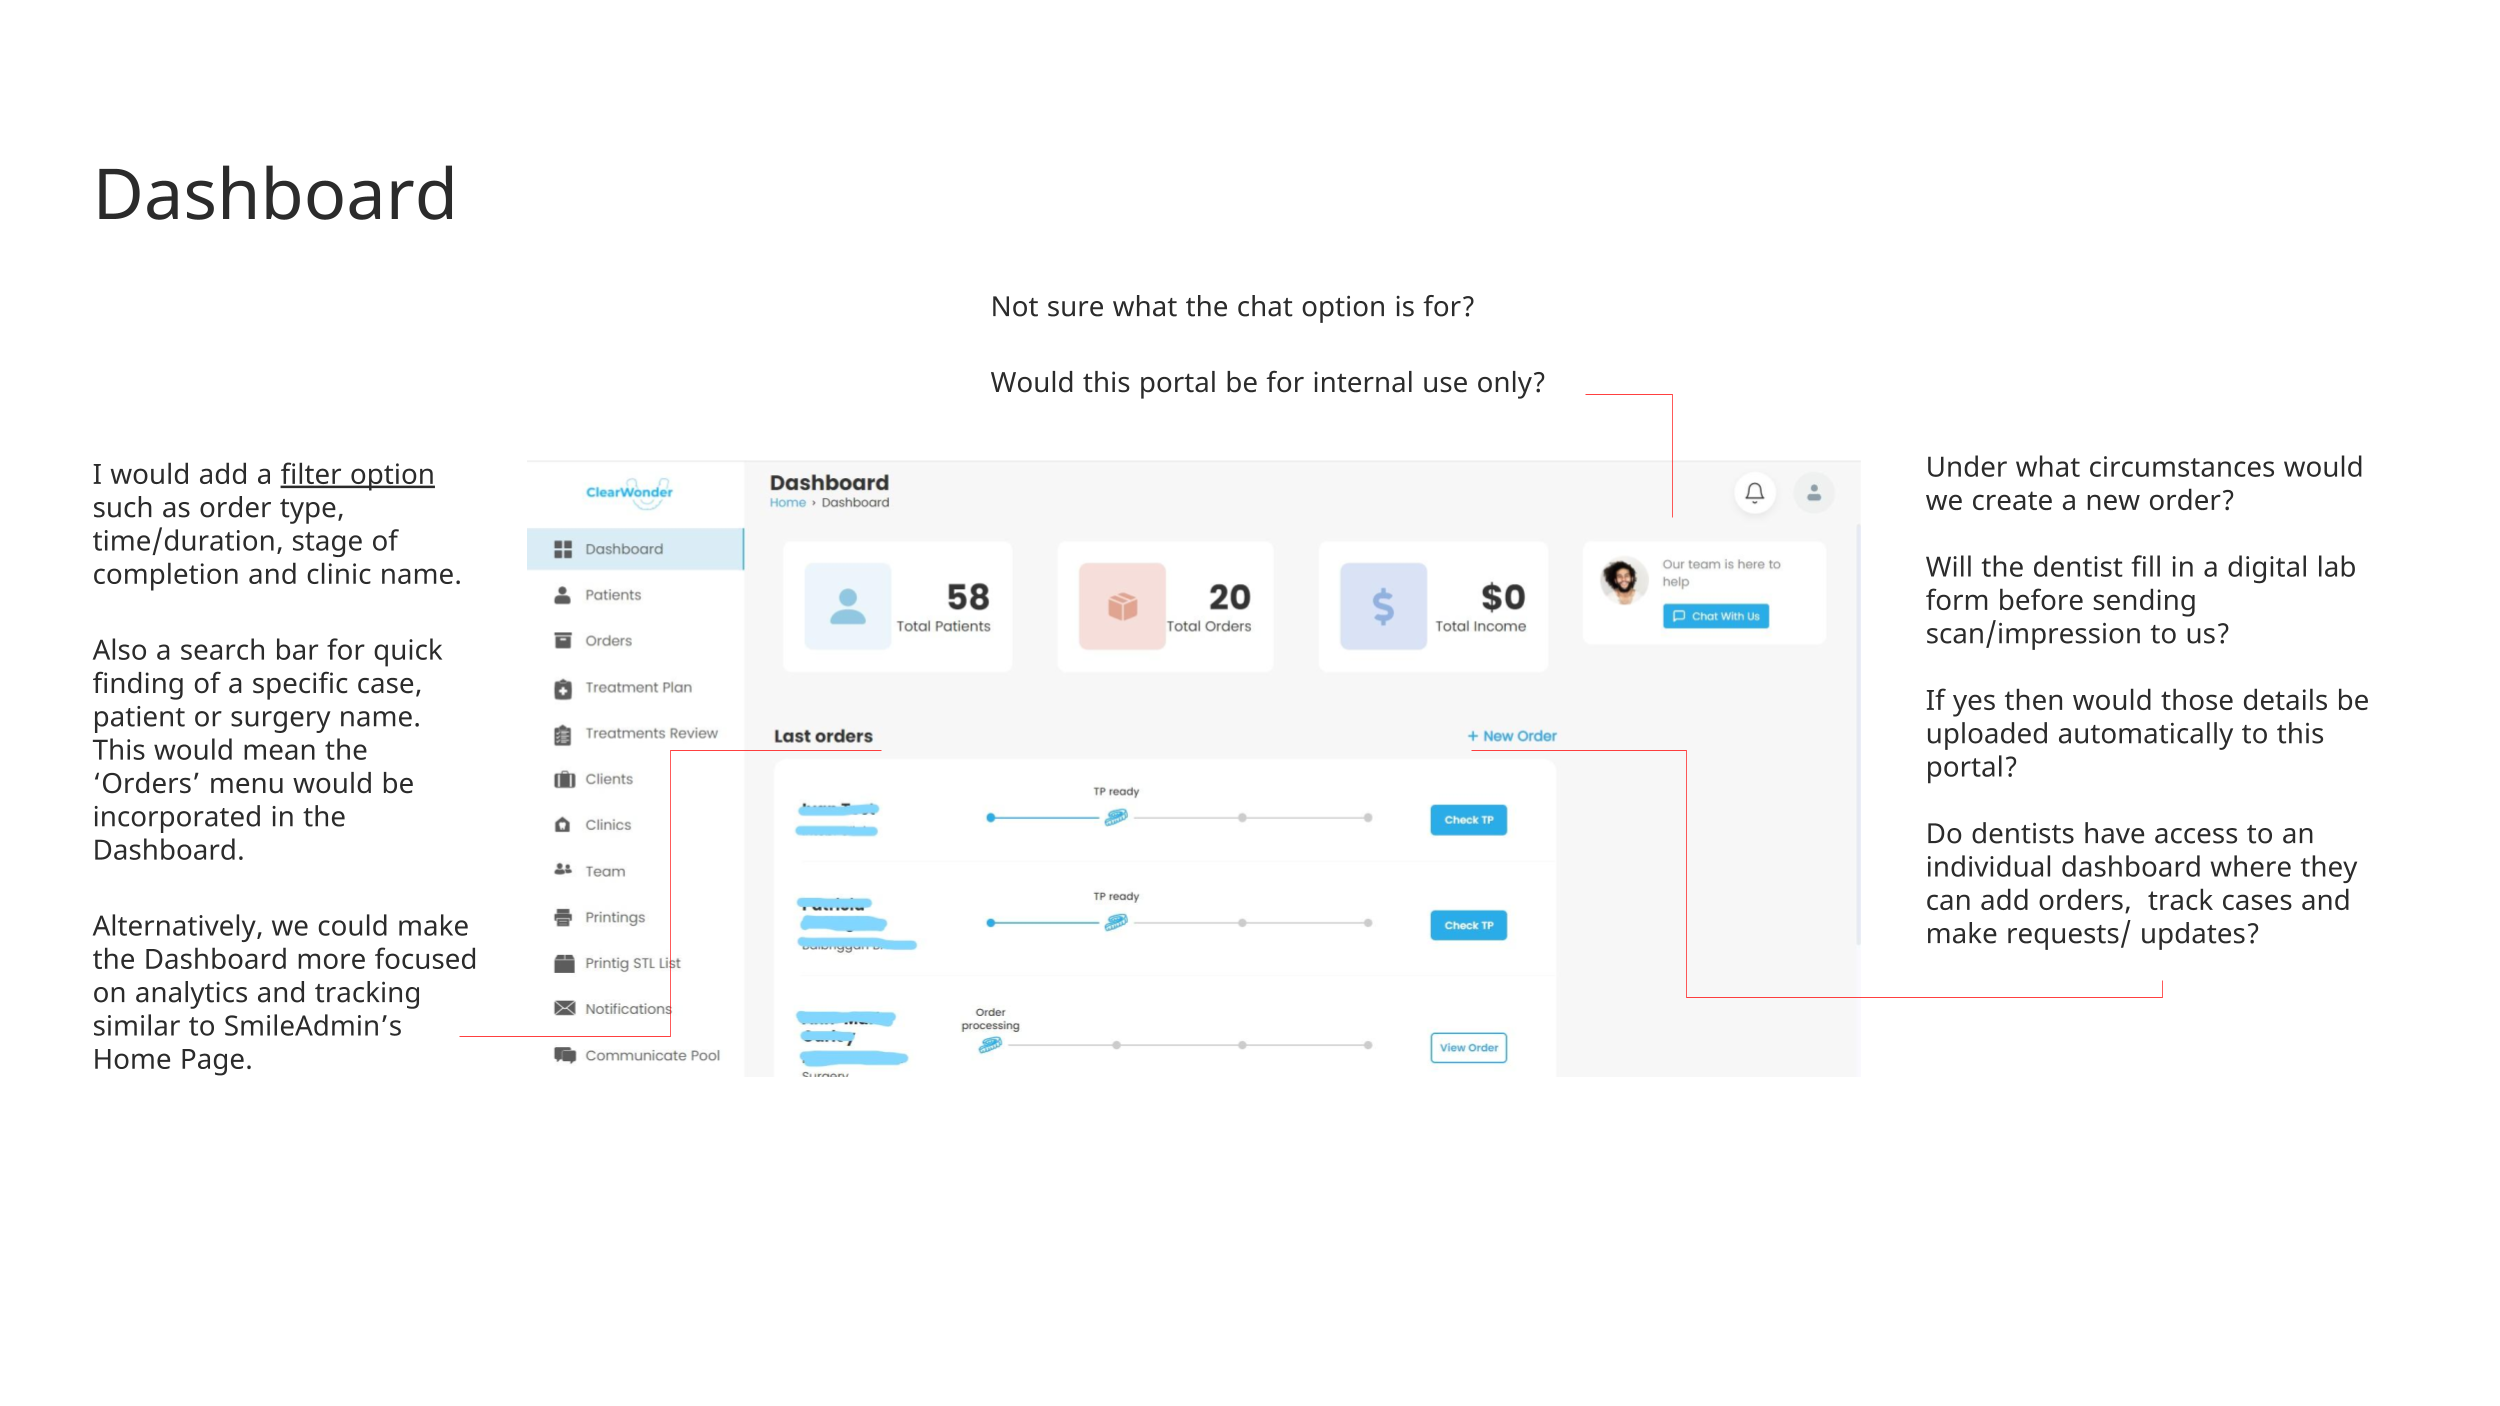 Dashboard
Not sure what the chat option is for?
Would this portal be for internal use only?
I would add a filter option
such as order type,
time/duration, stage of
completion and clinic name.
Also a search bar for quick
finding of a specific case,
patient or surgery name.
This would mean the
‘Orders’ menu would be
incorporated in the
Dashboard.
Alternatively, we could make
the Dashboard more focused
on analytics and tracking
similar to SmileAdmin’s
Home Page.
ClearWonder
Dashboard
Patients
Orders
Treatment Plan
Treatments Review
Clients
Clinics
Team
Printings
Printig STL List
Notifications
Communicate Pool
Dashboard
Home › Dashboard
58
Total Patients
20
Total Orders
$0
Total Income
Our team is here to
help
Chat With Us
Last orders
+ New Order
TP ready
Check TP
TP ready
Check TP
Order
processing
View Order
Surgery
Under what circumstances would
we create a new order?
Will the dentist fill in a digital lab
form before sending
scan/impression to us?
If yes then would those details be
uploaded automatically to this
portal?
Do dentists have access to an
individual dashboard where they
can add orders,  track cases and
make requests/ updates?